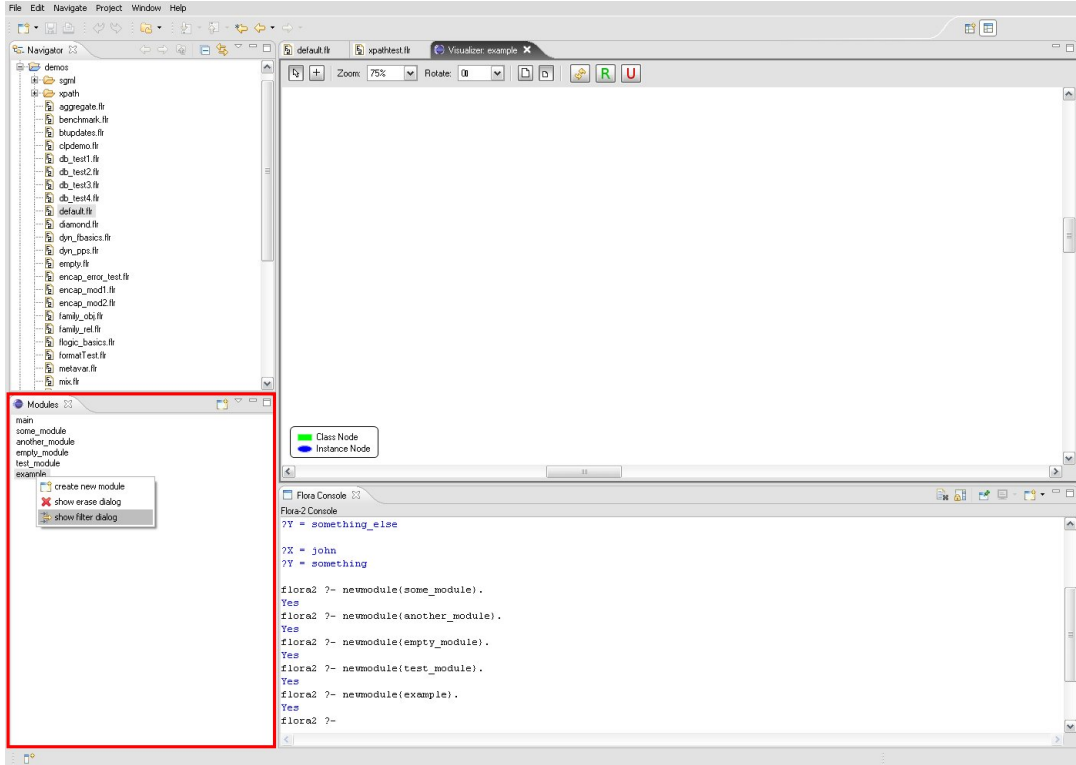 File Edit Navigate Project Window Help
Navigator
demos
sgml
xpath
aggregate.flr
benchmark.flr
btupdates.flr
clpdemo.flr
db_test1.flr
db_test2.flr
db_test3.flr
db_test4.flr
default.flr
diamond.flr
dyn_fbasics.flr
dyn_pps.flr
empty.flr
encap_error_test.flr
encap_mod1.flr
encap_mod2.flr
family_obj.flr
family_rel.flr
flogic_basics.flr
formatTest.flr
metavar.flr
mix.flr
Modules
main
some_module
another_module
empty_module
test_module
example
create new module
show erase dialog
show filter dialog
default.flr xpathtest.flr Visualizer: example
Zoom: 75% Rotate: 0 R U
Class Node
Instance Node
Flora Console
Flora-2 Console
?Y = something_else
?X = john
?Y = something
flora2 ?- newmodule(some_module).
Yes
flora2 ?- newmodule(another_module).
Yes
flora2 ?- newmodule(empty_module).
Yes
flora2 ?- newmodule(test_module).
Yes
flora2 ?- newmodule(example).
Yes
flora2 ?-